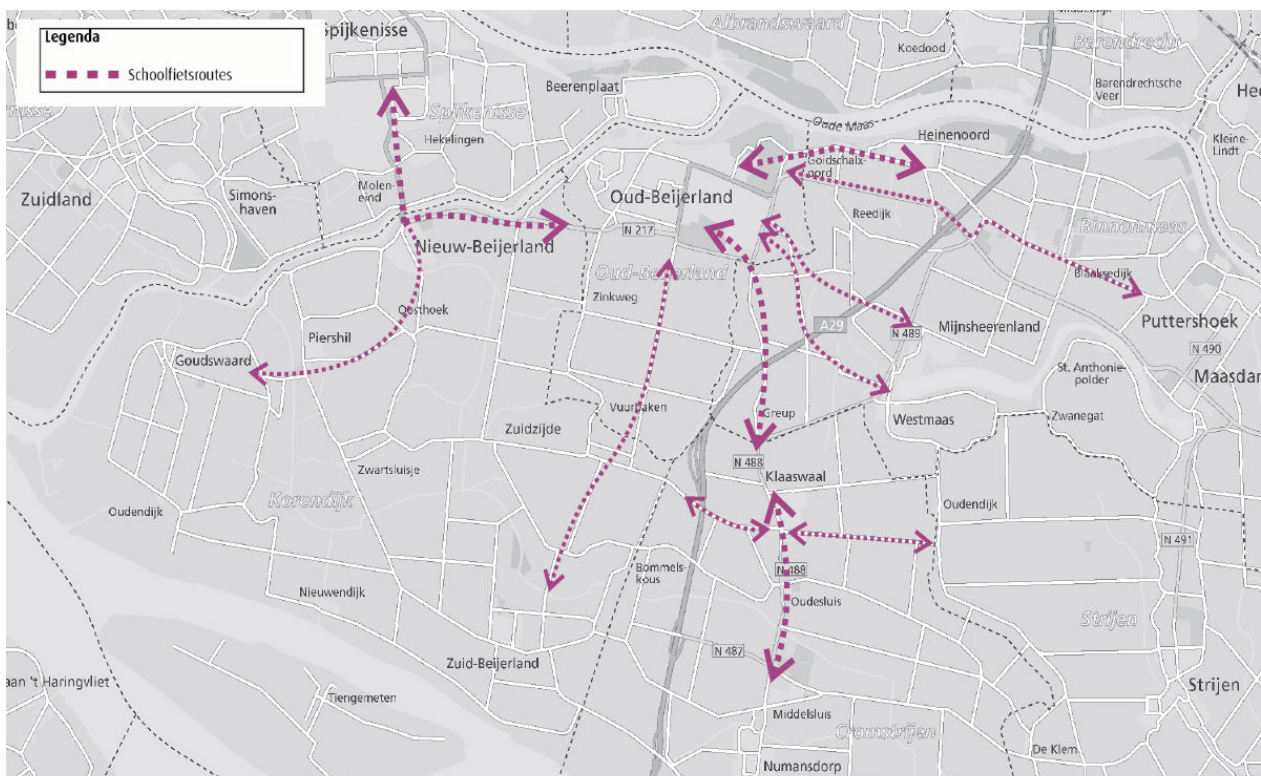 Legenda
Schoolfietsroutes
Spijkenisse
Albrandswaard
Koedood
Barendrecht
Barendrechtsche
Veer
Beerenplaat
Spijkenisse
Hekelingen
Oude Maas
Heinenoord
Kleine-
Lindt
Goidschalx-
oord
Zuidland
Simons-
haven
Molen-
eind
Oud-Beijerland
Reedijk
N 217
Nieuw-Beijerland
Binnenmaas
Oud-Beijerland
Blaaksedijk
Zinkweg
Oosthoek
Piershil
A29
N 489
Mijnsheerenland
Puttershoek
N 490
Goudswaard
St. Anthonie-
polder
Maasdam
Vuurbaken
Greup
Westmaas
Zwanegat
Zuidzijde
N 488
Klaaswaal
Zwartsluisje
Korendijk
Oudendijk
Oudendijk
N 491
Bommels-
kous
N 488
Nieuwendijk
Oudesluis
Strijen
N 487
Zuid-Beijerland
aan 't Haringvliet
Tiengemeten
Strijen
Middelsluis
Cromstrijen
De Klem
Numansdorp